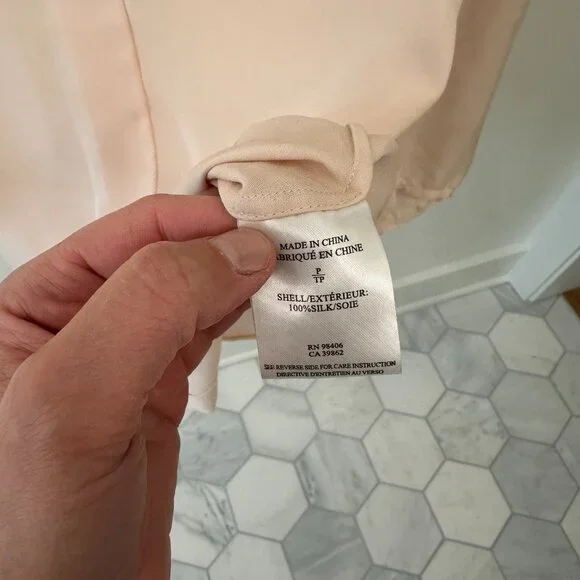 MADE IN CHINA
ABRIQUÉ EN CHINE
P
TP
SHELL/EXTÉRIEUR:
100%SILK/SOIE
RN 98406
CA 39862
SEE REVERSE SIDE FOR CARE INSTRUCTION
DIRECTIVE D'ENTRETIEN AU VERSO